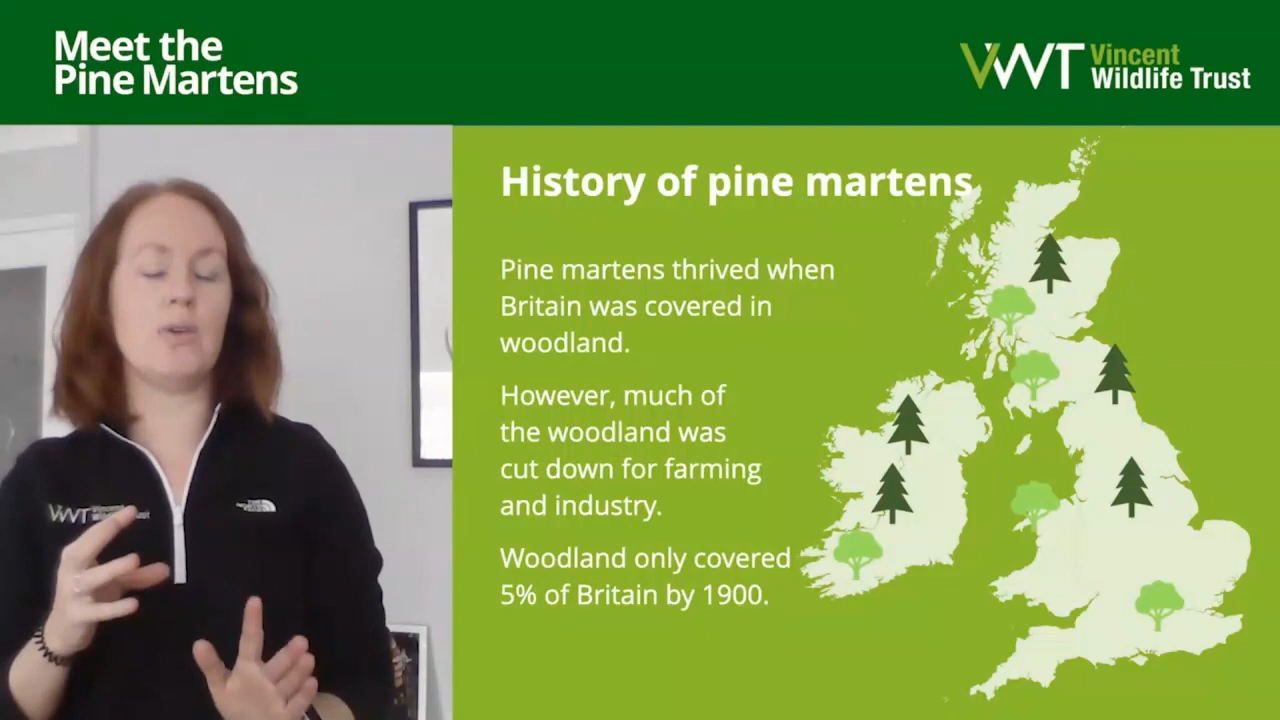 Meet the
Pine Martens
VWT Vincent
Wildlife Trust
History of pine martens
Pine martens thrived when
Britain was covered in
woodland.
However, much of
the woodland was
cut down for farming
and industry.
Woodland only covered
5% of Britain by 1900.
VWT Vincent